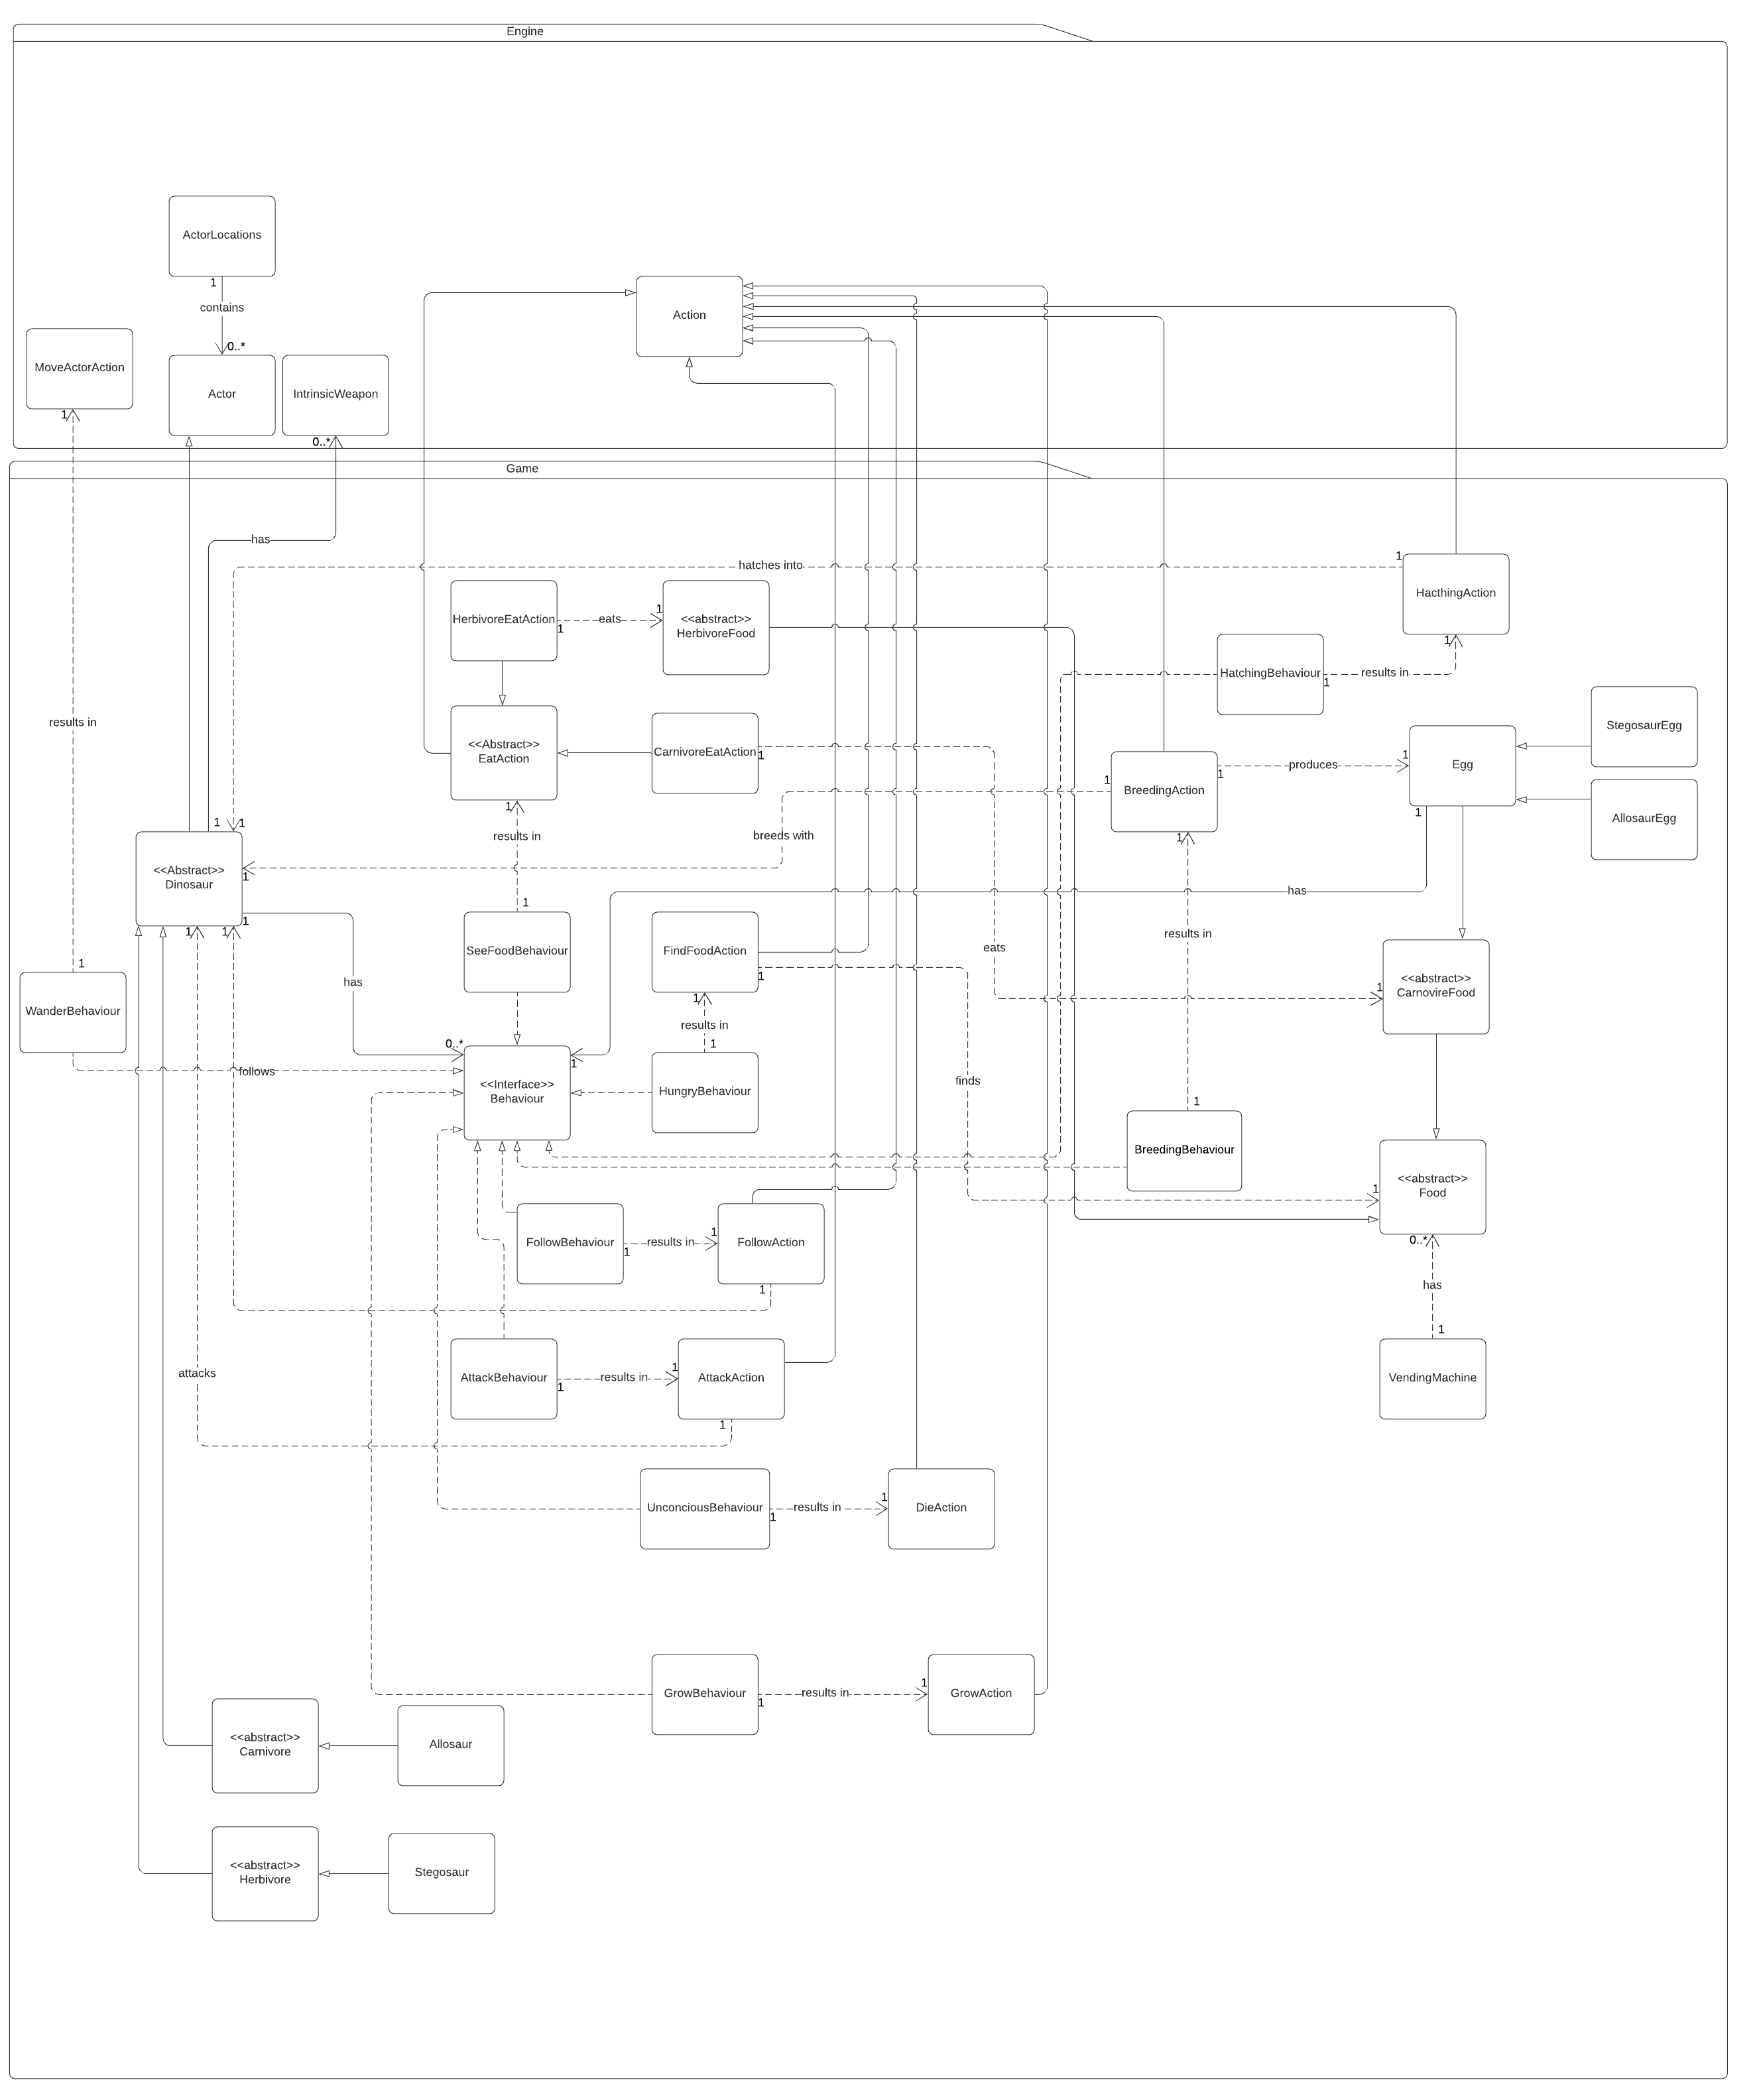 Engine
ActorLocations
1
contains
0..*
Action
MoveActorAction
Actor
IntrinsicWeapon
1
0..*
Game
has
1
hatches into
HacthingAction
HerbivoreEatAction
1
eats
1
<<abstract>>
HerbivoreFood
1
HatchingBehaviour
1
results in
results in
StegosaurEgg
<<Abstract>>
EatAction
CarnivoreEatAction
1
1
BreedingAction
1
produces
1
Egg
AllosaurEgg
1
1
1
results in
breeds with
1
1
<<Abstract>>
Dinosaur
1
has
1
1
1
1
SeeFoodBehaviour
FindFoodAction
1
results in
eats
1
WanderBehaviour
has
1
<<abstract>>
CarnovireFood
1
results in
1
0..*
1
follows
<<Interface>>
Behaviour
HungryBehaviour
finds
1
BreedingBehaviour
1
<<abstract>>
Food
FollowBehaviour
1
results in
1
FollowAction
0..*
1
has
1
attacks
AttackBehaviour
1
results in
1
AttackAction
VendingMachine
1
UnconciousBehaviour
1
results in
1
DieAction
GrowBehaviour
1
results in
1
GrowAction
<<abstract>>
Carnivore
Allosaur
<<abstract>>
Herbivore
Stegosaur